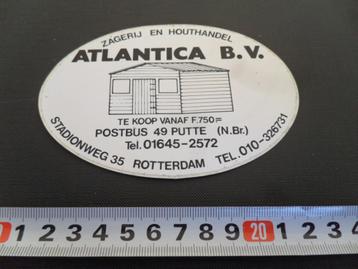 ZAGERIJ EN HOUTHANDEL
ATLANTICA B.V.
TE KOOP VANAF F.750=
POSTBUS 49 PUTTE (N.Br.)
Tel. 01645-2572
STADIONWEG 35 ROTTERDAM TEL. 010-326731
1 2 3 4 5 6 7 8 9 20 1 2 3 4